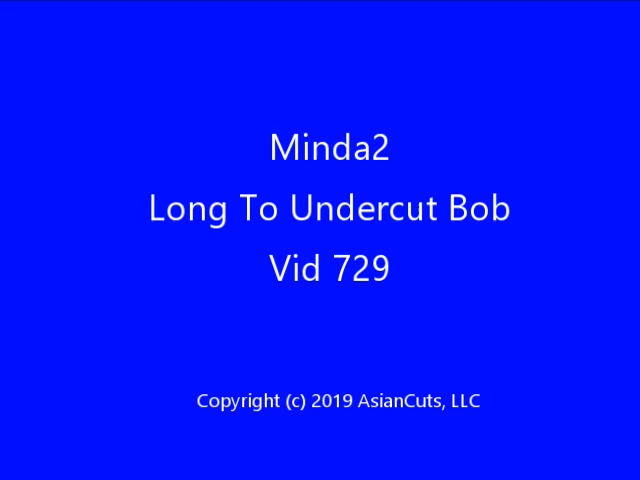 Minda2
Long To Undercut Bob
Vid 729
Copyright (c) 2019 AsianCuts, LLC